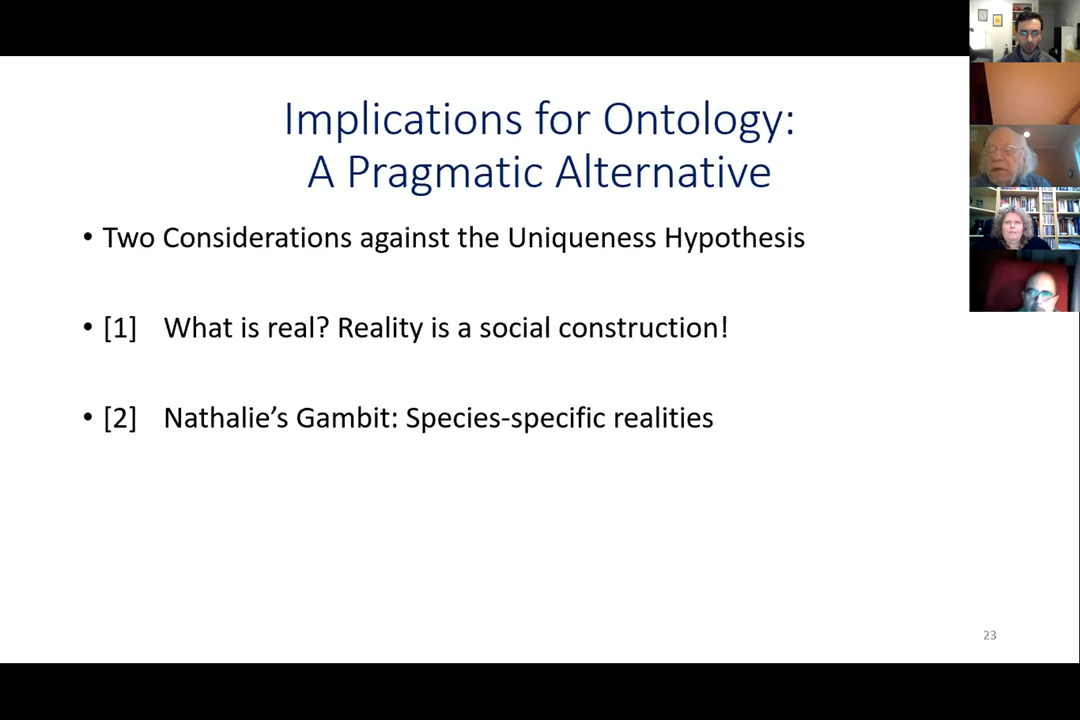 Implications for Ontology:
A Pragmatic Alternative
• Two Considerations against the Uniqueness Hypothesis
• [1] What is real? Reality is a social construction!
• [2] Nathalie’s Gambit: Species-specific realities
23